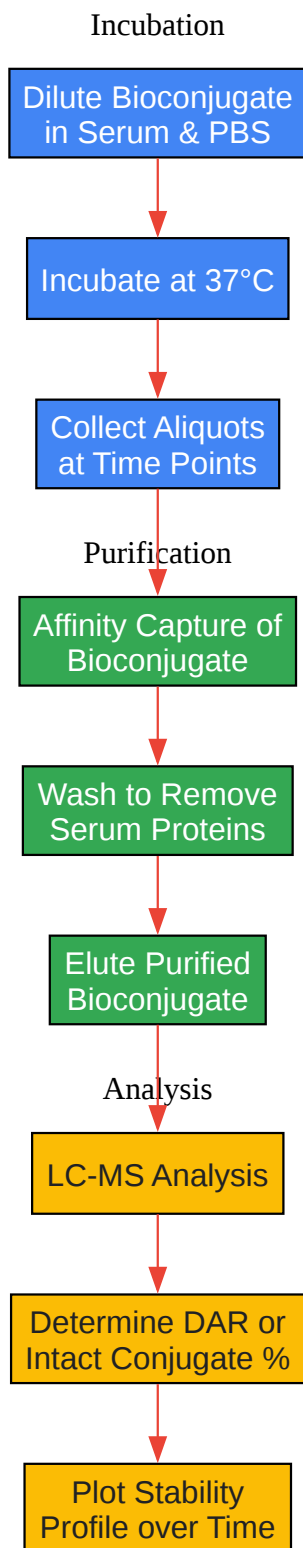 Incubation
Dilute Bioconjugate
in Serum & PBS
Incubate at 37°C
Collect Aliquots
at Time Points
Purification
Affinity Capture of
Bioconjugate
Wash to Remove
Serum Proteins
Elute Purified
Bioconjugate
Analysis
LC-MS Analysis
Determine DAR or
Intact Conjugate %
Plot Stability
Profile over Time